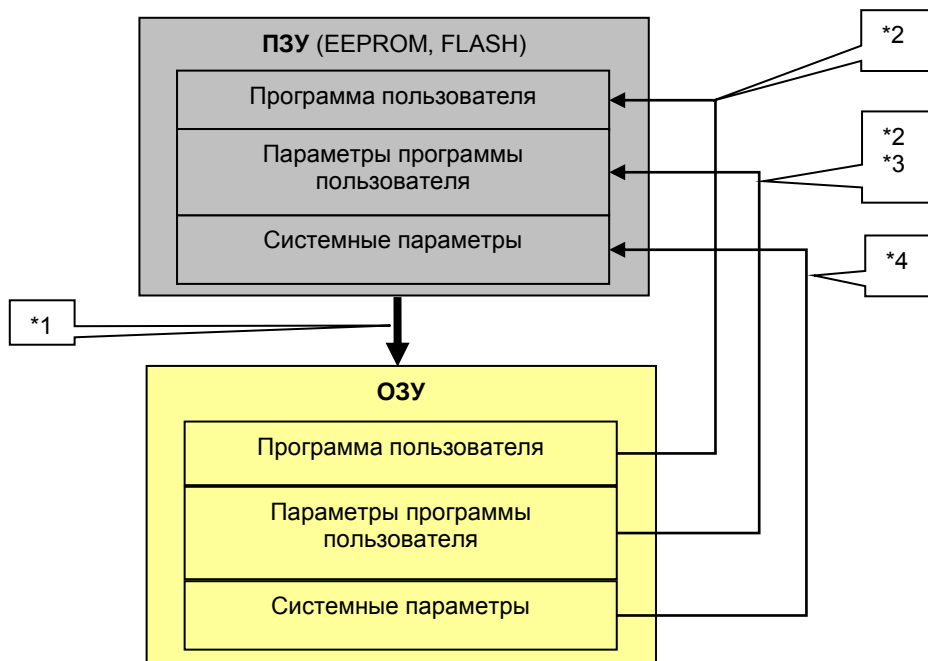 ПЗУ (EEPROM, FLASH)
*2
Программа пользователя
*2
*3
Параметры программы
пользователя
Системные параметры
*4
*1
ОЗУ
Программа пользователя
Параметры программы
пользователя
Системные параметры